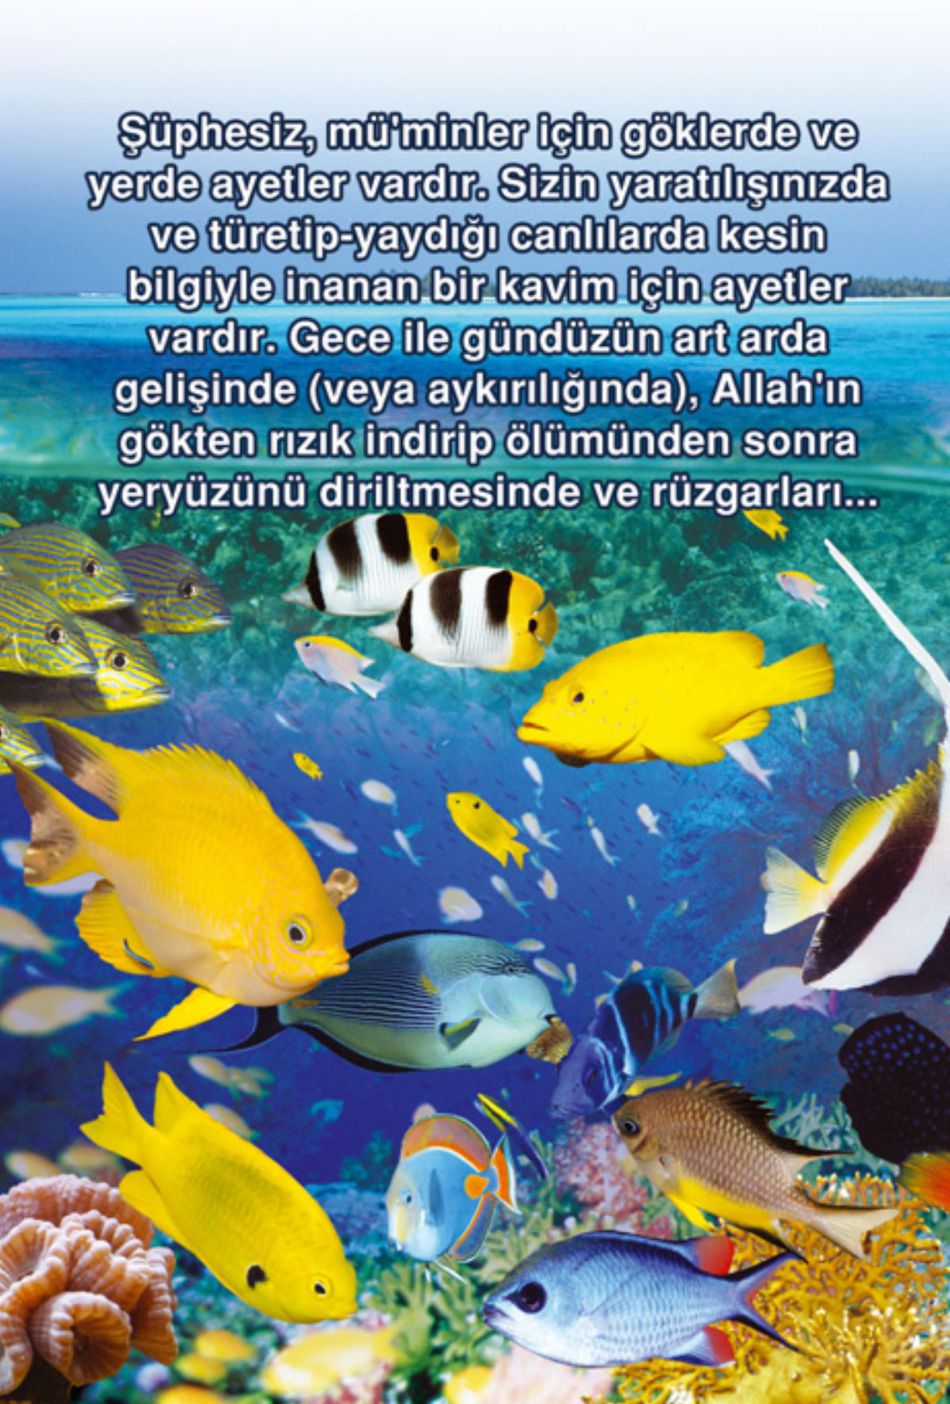 Şüphesiz, mü'minler için göklerde ve
yerde ayetler vardır. Sizin yaratılışınızda
ve türetip-yaydığı canlılarda kesin
bilgiyle inanan bir kavim için ayetler
vardır. Gece ile gündüzün art arda
gelişinde (veya aykırılığında), Allah'ın
gökten rızık indirip ölümünden sonra
yeryüzünü diriltmesinde ve rüzgarları...